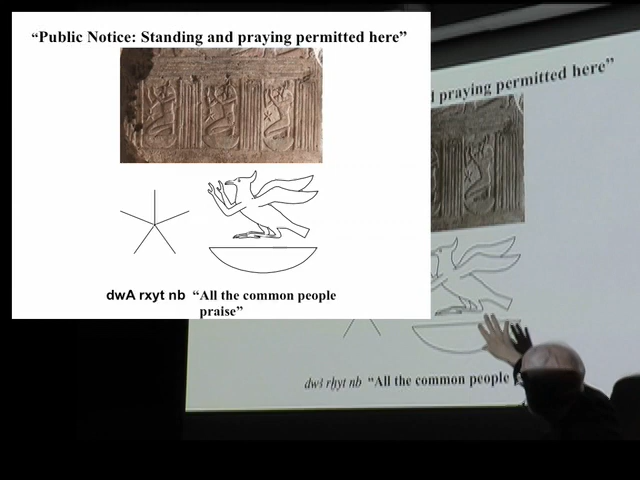 “Public Notice: Standing and praying permitted here”
dwA rxyt nb “All the common people
praise”
praying permitted here”
dwꜣ rḫyt nb “All the common people